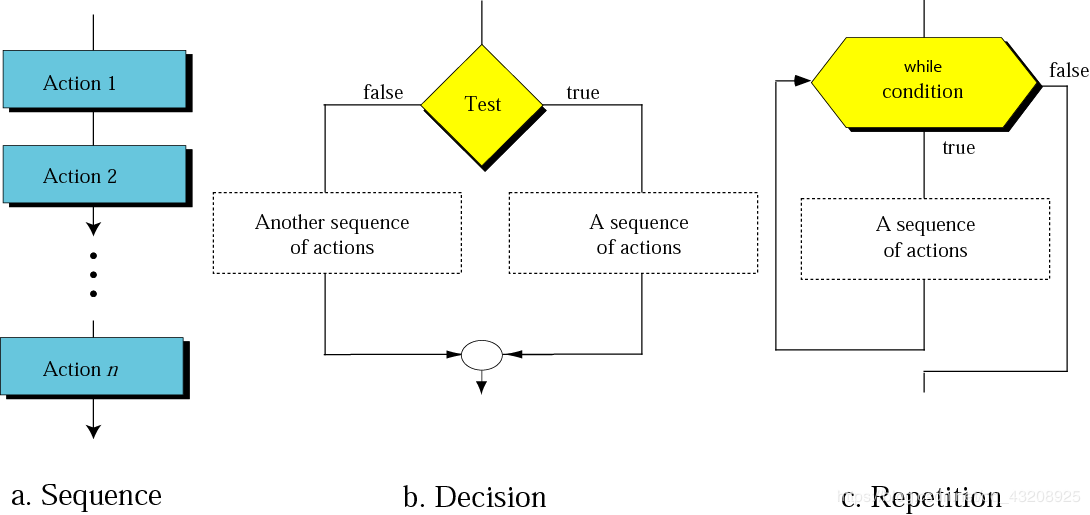 Action 1
Action 2
Action n
a. Sequence
false
Test
true
Another sequence
of actions
A sequence
of actions
b. Decision
while
condition
false
true
A sequence
of actions
c. Repetition
43208925